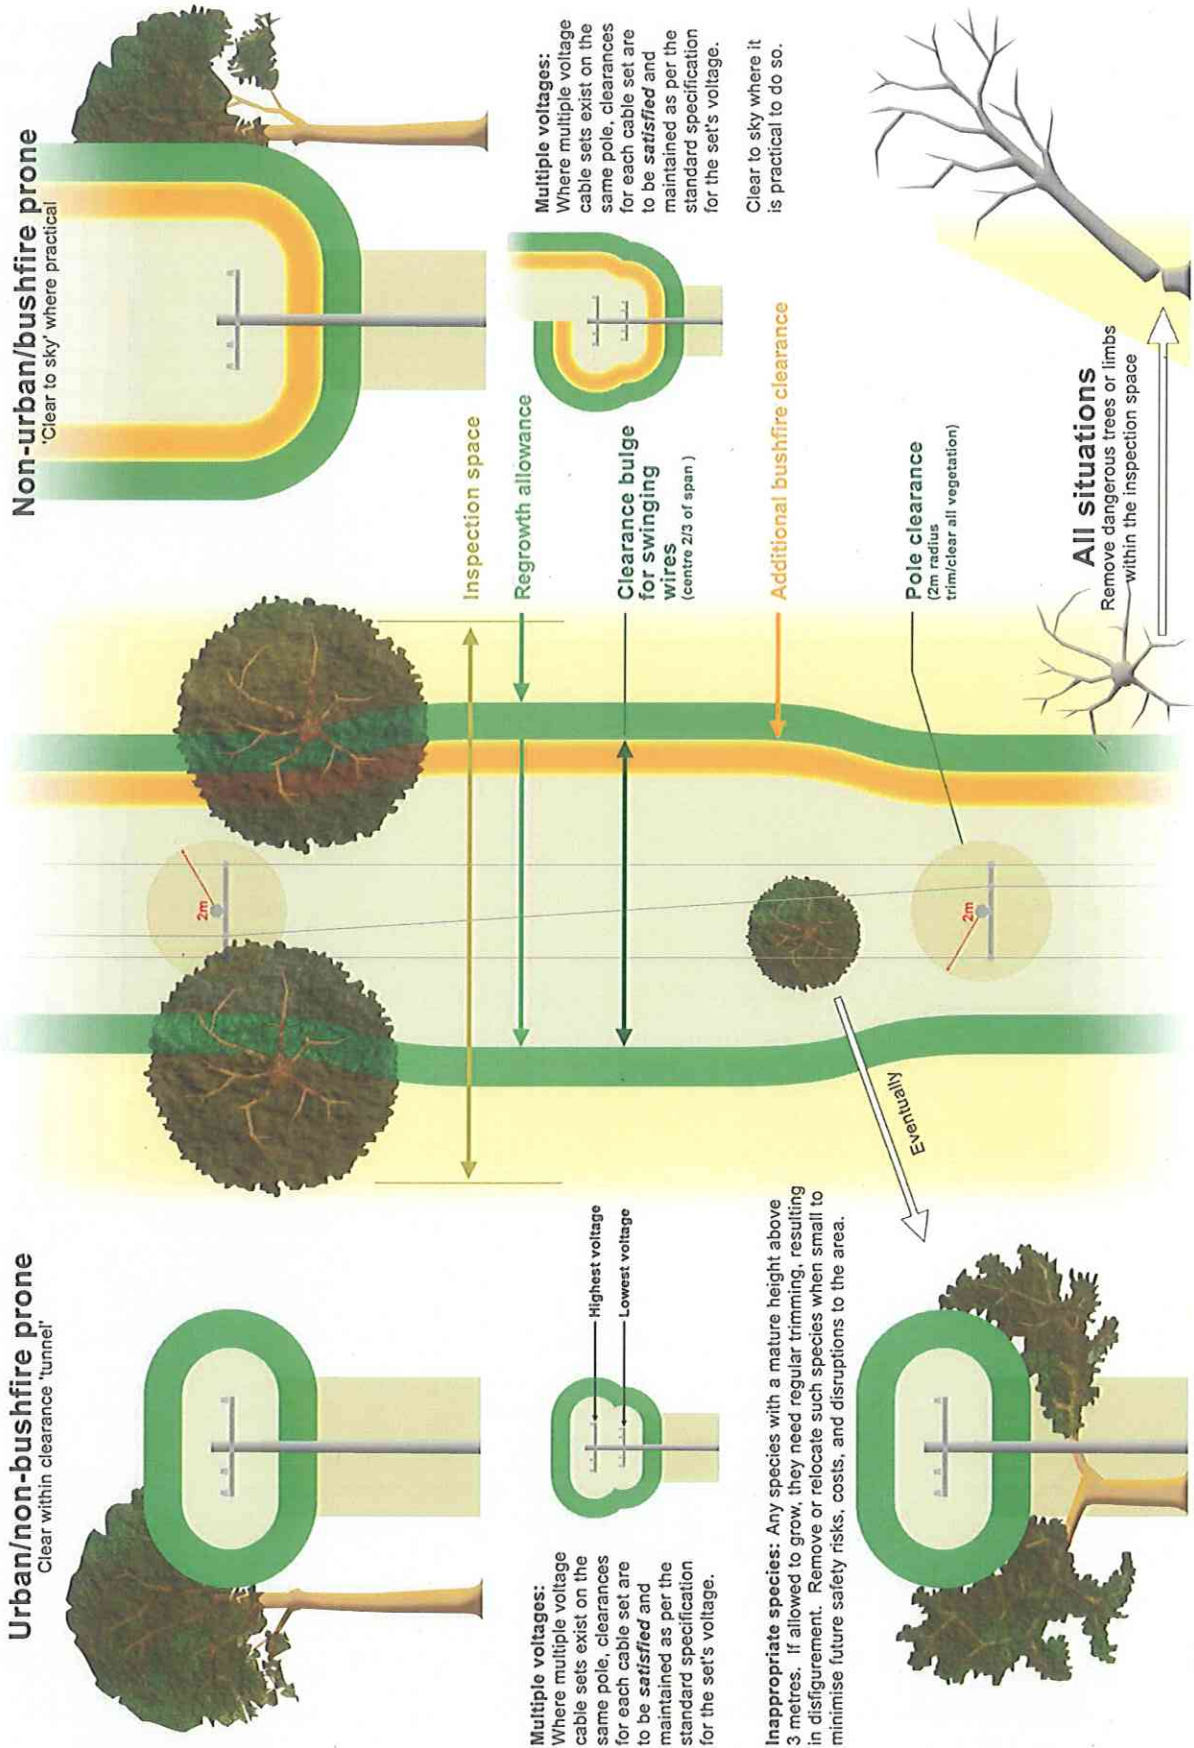 Urban/non-bushfire prone
Clear within clearance 'tunnel'
Non-urban/bushfire prone
'Clear to sky' where practical
2m
Multiple voltages:
Where multiple voltage
cable sets exist on the
same pole, clearances
for each cable set are
to be satisfied and
maintained as per the
standard specification
for the set's voltage.
Highest voltage
Lowest voltage
Inspection space
Regrowth allowance
Clearance bulge
for swinging
wires
(centre 2/3 of span )
Additional bushfire clearance
Multiple voltages:
Where multiple voltage
cable sets exist on the
same pole, clearances
for each cable set are
to be satisfied and
maintained as per the
standard specification
for the set's voltage.
Clear to sky where it
is practical to do so.
Inappropriate species: Any species with a mature height above
3 metres. If allowed to grow, they need regular trimming, resulting
in disfigurement. Remove or relocate such species when small to
minimise future safety risks, costs, and disruptions to the area.
Eventually
2m
Pole clearance
(2m radius
trim/clear all vegetation)
All situations
Remove dangerous trees or limbs
within the inspection space